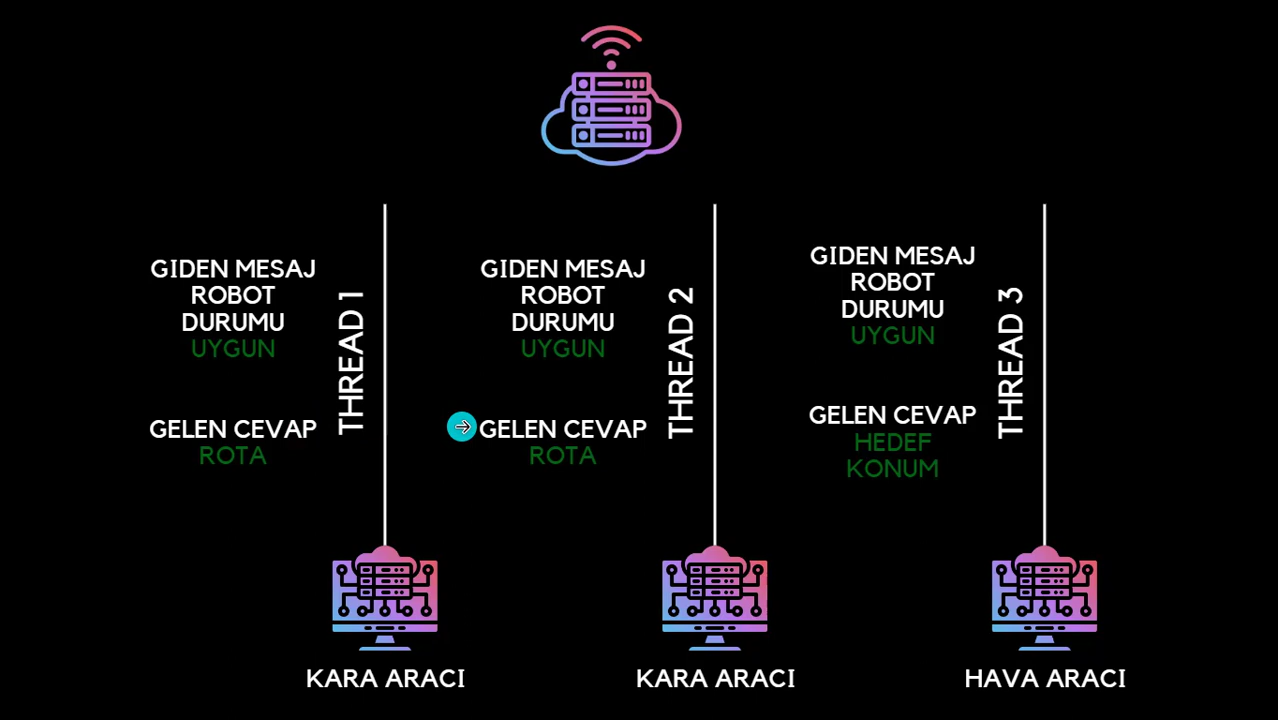 GIDEN MESAJ
ROBOT
DURUMU
UYGUN
GELEN CEVAP
ROTA
THREAD 1
GIDEN MESAJ
ROBOT
DURUMU
UYGUN
GELEN CEVAP
ROTA
THREAD 2
GIDEN MESAJ
ROBOT
DURUMU
UYGUN
GELEN CEVAP
HEDEF
KONUM
THREAD 3
KARA ARACI
KARA ARACI
HAVA ARACI